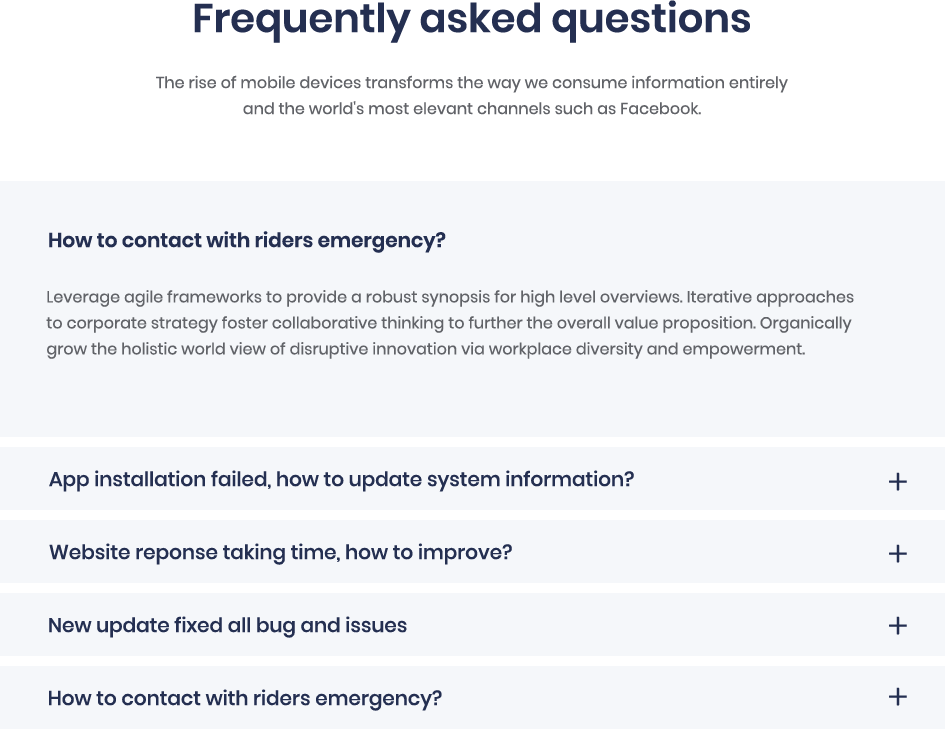 Frequently asked questions
The rise of mobile devices transforms the way we consume information entirely
and the world's most elevant channels such as Facebook.
How to contact with riders emergency?
Leverage agile frameworks to provide a robust synopsis for high level overviews. Iterative approaches
to corporate strategy foster collaborative thinking to further the overall value proposition. Organically
grow the holistic world view of disruptive innovation via workplace diversity and empowerment.
App installation failed, how to update system information?
Website reponse taking time, how to improve?
New update fixed all bug and issues
How to contact with riders emergency?